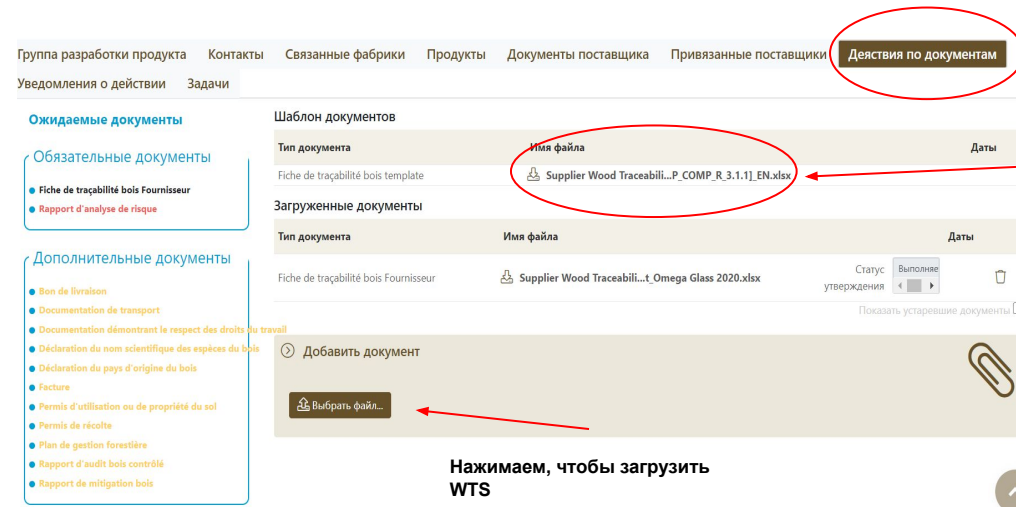 Группа разработки продукта Контакты Связанные фабрики Продукты Документы поставщика Привязанные поставщики Деяствия по документам
Уведомления о действии Задачи
Ожидаемые документы
Обязательные документы
Fiche de traçabilité bois Fournisseur
Rapport d'analyse de risque
Дополнительные документы
Bon de livraison
Documentation de transport
Documentation démontrant le respect des droits du travail
Déclaration du nom scientifique des espèces du bois
Déclaration du pays d'origine du bois
Facture
Permis d'utilisation ou de propriété du sol
Permis de récolte
Plan de gestion forestière
Rapport d'audit bois contrôlé
Rapport de mitigation bois
Шаблон документов
Тип документа Имя файла Даты
Fiche de traçabilité bois template Supplier Wood Traceabili...P_COMP_R_3.1.1]_EN.xlsx
Загруженные документы
Тип документа Имя файла Даты
Fiche de traçabilité bois Fournisseur Supplier Wood Traceabili...t_Omega Glass 2020.xlsx Статус утверждения Выполняе
Показать устаревшие документы
Добавить документ
Выбрать файл...
Нажимаем, чтобы загрузить
WTS